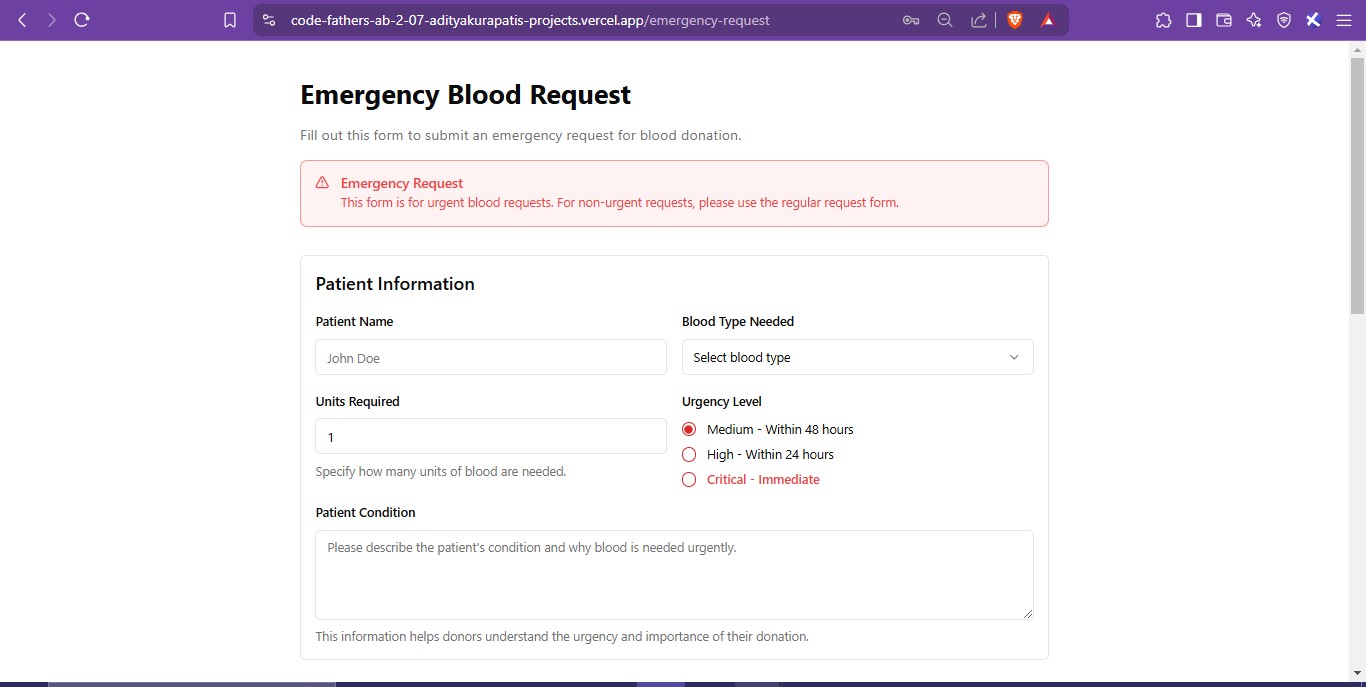 code-fathers-ab-2-07-adityakurapatis-projects.vercel.app/emergency-request
Emergency Blood Request
Fill out this form to submit an emergency request for blood donation.
Emergency Request
This form is for urgent blood requests. For non-urgent requests, please use the regular request form.
Patient Information
Patient Name
Blood Type Needed
John Doe
Select blood type
Units Required
Urgency Level
1
Medium - Within 48 hours
High - Within 24 hours
Specify how many units of blood are needed.
Critical - Immediate
Patient Condition
Please describe the patient's condition and why blood is needed urgently.
This information helps donors understand the urgency and importance of their donation.